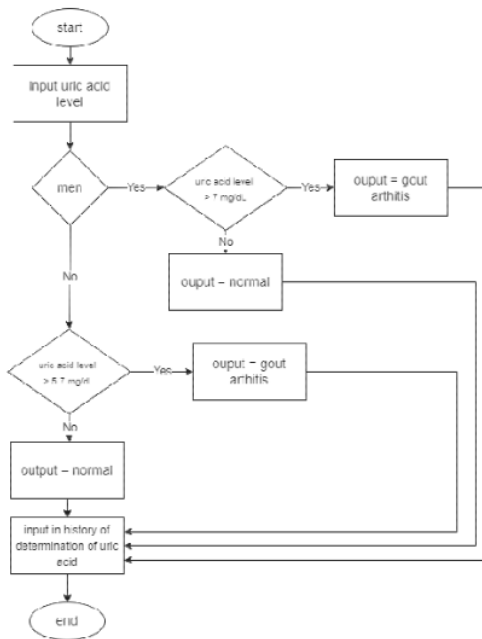 start
input uric acid
level
men
Yes
uric acid level
> 7 mg/dL
Yes
ouput = gout
arthitis
No
ouput = normal
No
uric acid level
> 5.7 mg/dl
Yes
ouput = gout
arthitis
No
output = normal
input in history of
determination of uric
acid
end